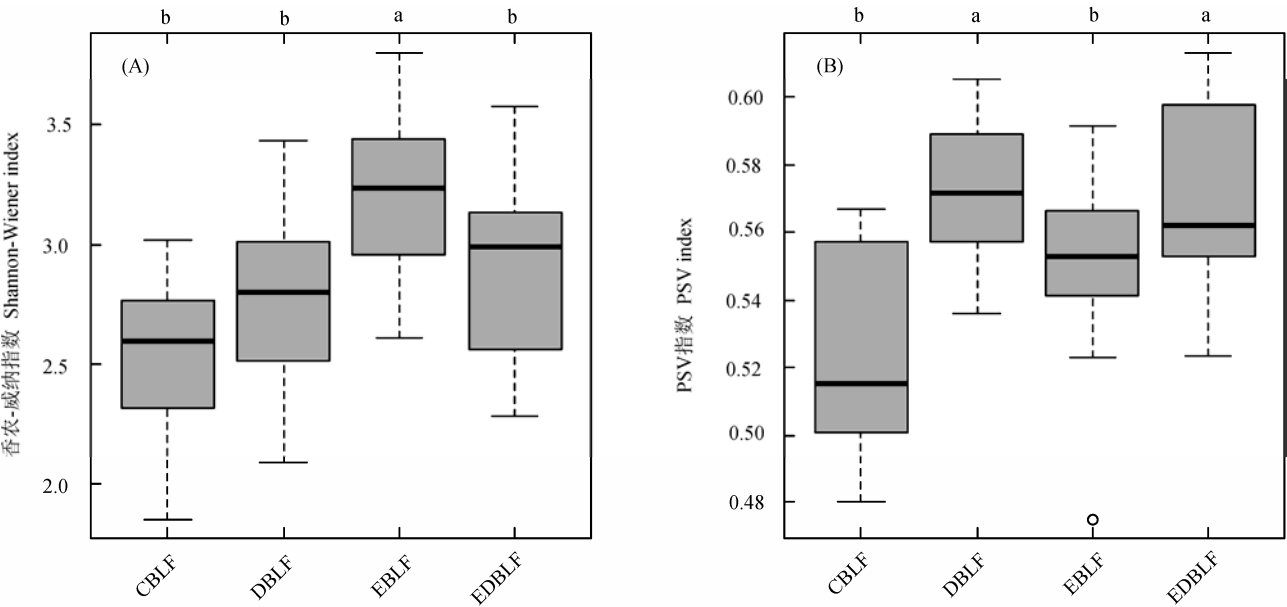 b b a b
(A)
香农-威纳指数 Shannon-Wiener index
3.5
3.0
2.5
2.0
CBLF DBLF EBLF EDBLF
b a b a
(B)
PSV指数 PSV index
0.60
0.58
0.56
0.54
0.52
0.50
0.48
CBLF DBLF EBLF EDBLF